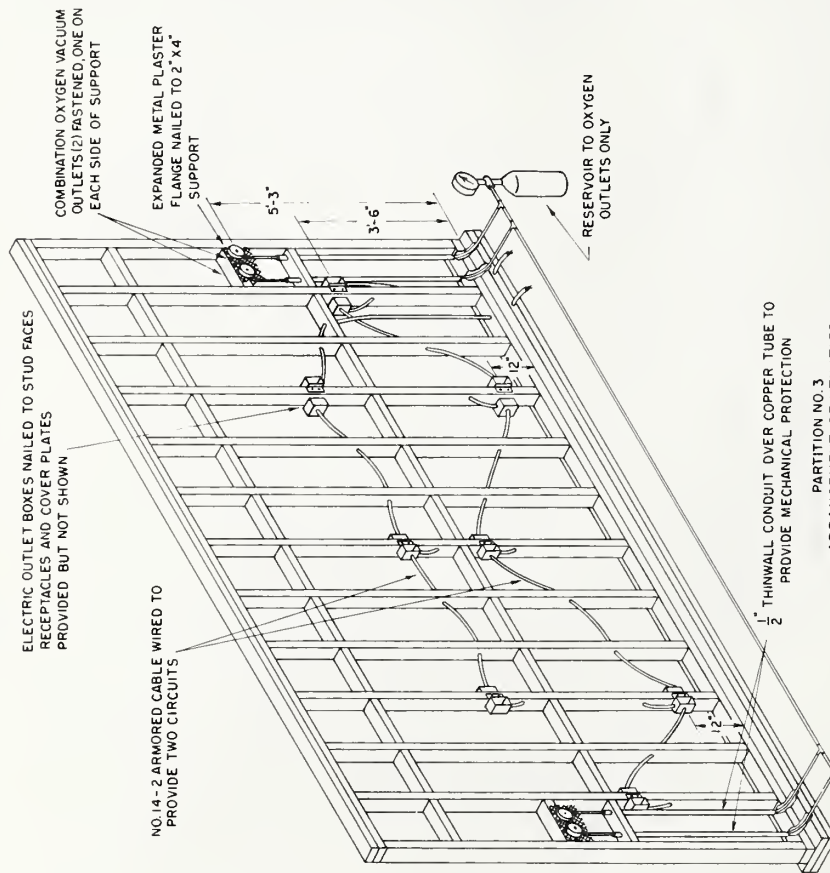 ELECTRIC OUTLET BOXES NAILED TO STUD FACES
RECEPTACLES AND COVER PLATES
PROVIDED BUT NOT SHOWN
NO.14-2 ARMORED CABLE WIRED TO
PROVIDE TWO CIRCUITS
COMBINATION OXYGEN VACUUM
OUTLETS (2) FASTENED, ONE ON
EACH SIDE OF SUPPORT
EXPANDED METAL PLASTER
FLANGE NAILED TO 2" X 4"
SUPPORT
5'-3"
3'-6"
12"
12"
RESERVOIR TO OXYGEN
OUTLETS ONLY
1/2" THINWALL CONDUIT OVER COPPER TUBE TO
PROVIDE MECHANICAL PROTECTION
PARTITION NO. 3